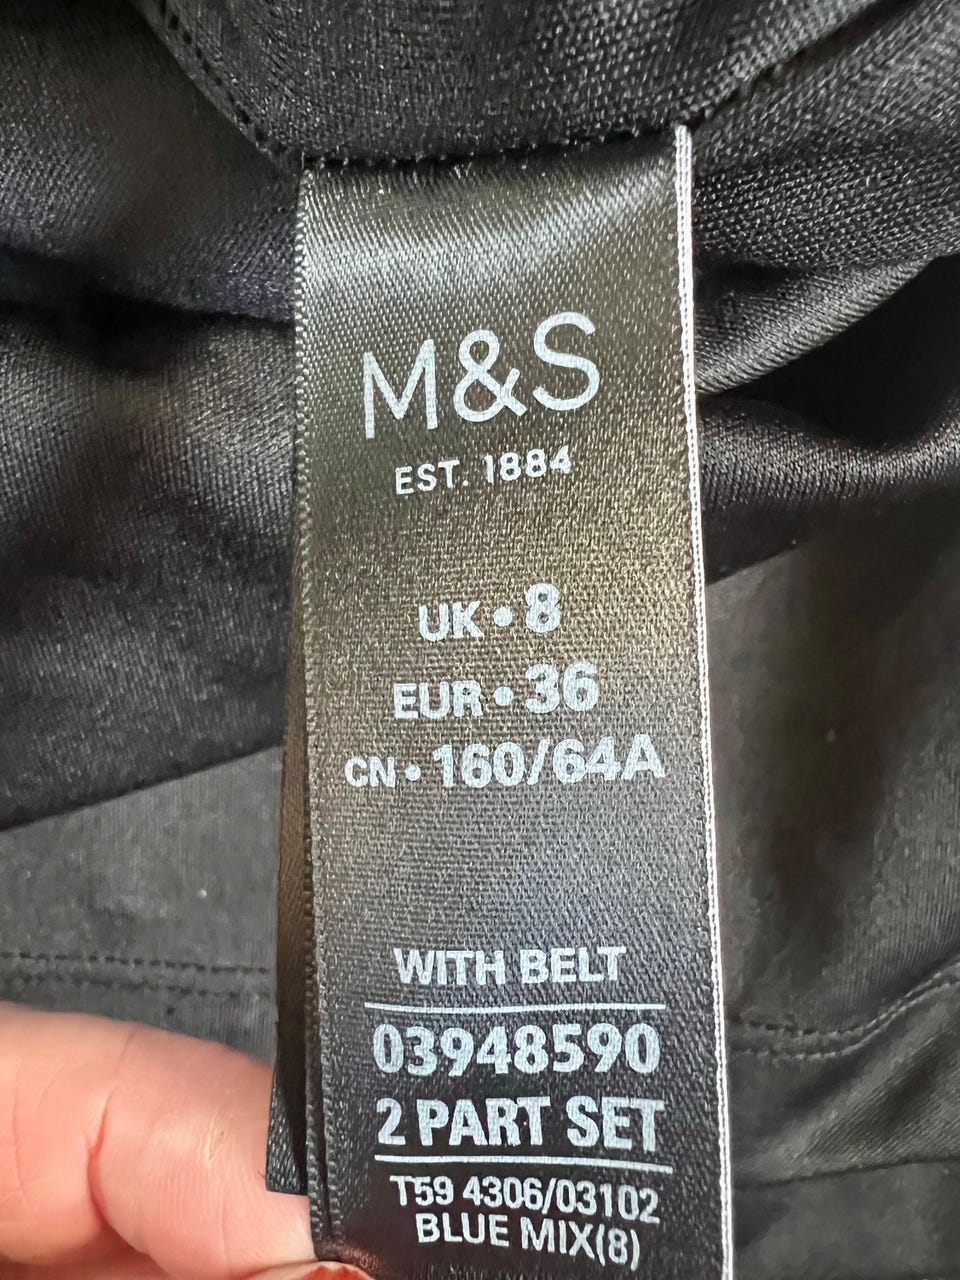 M&S
EST. 1884
UK • 8
EUR • 36
CN • 160/64A
WITH BELT
03948590
2 PART SET
T59 4306/03102
BLUE MIX(8)